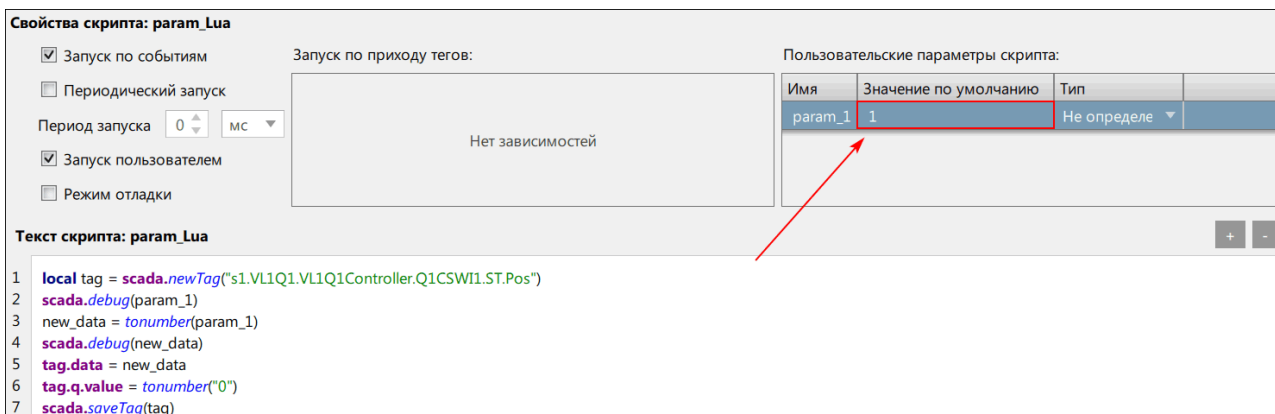 Свойства скрипта: param_Lua
Запуск по событиям
Периодический запуск
Период запуска 0 мс
Запуск пользователем
Режим отладки
Запуск по приходу тегов:
Нет зависимостей
Пользовательские параметры скрипта:
Имя Значение по умолчанию Тип
param_1 1 Не определе
Текст скрипта: param_Lua
+ -
1 local tag = scada.newTag("s1.VL1Q1.VL1Q1Controller.Q1CSWI1.ST.Pos")
2 scada.debug(param_1)
3 new_data = tonumber(param_1)
4 scada.debug(new_data)
5 tag.data = new_data
6 tag.q.value = tonumber("0")
7 scada.saveTag(tag)